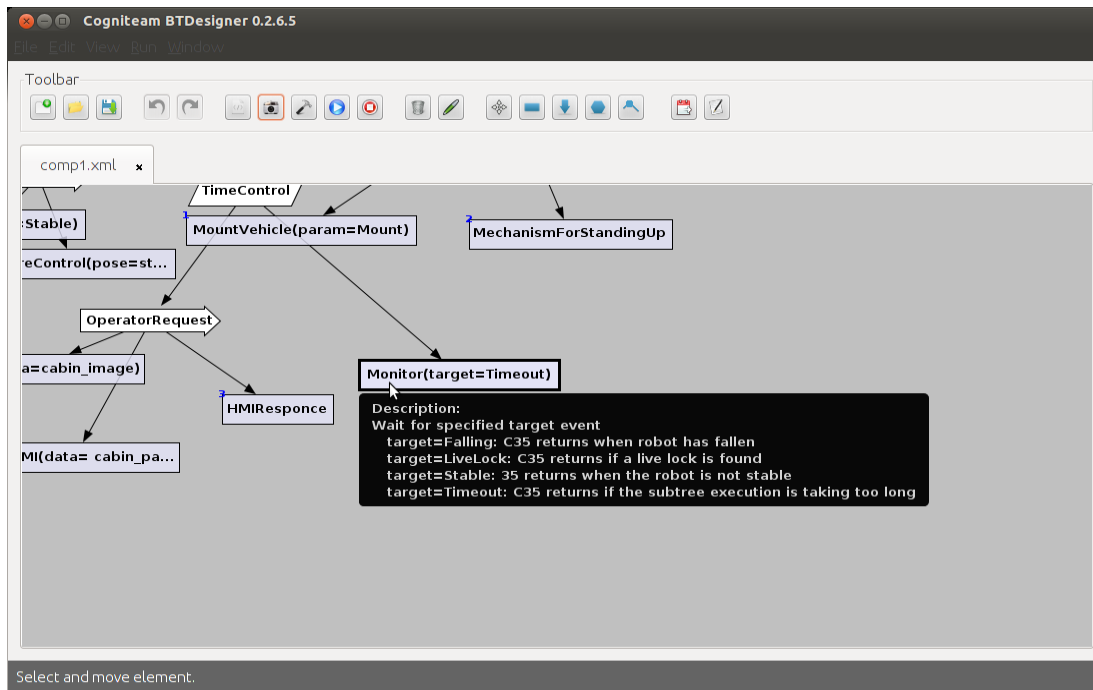 Cogniteam BTDesigner 0.2.6.5
File Edit View Run Window
Toolbar
comp1.xml
TimeControl
=Stable)
1
MountVehicle(param=Mount)
2
MechanismForStandingUp
reControl(pose=st...
OperatorRequest
a=cabin_image)
Monitor(target=Timeout)
3
HMIResponce
MI(data= cabin_pa...
Description:
Wait for specified target event
target=Falling: C35 returns when robot has fallen
target=LiveLock: C35 returns if a live lock is found
target=Stable: 35 returns when the robot is not stable
target=Timeout: C35 returns if the subtree execution is taking too long
Select and move element.